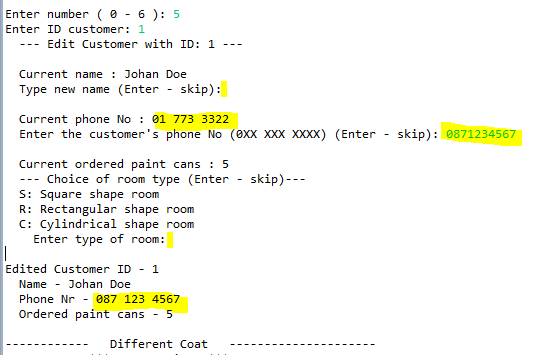 Enter number ( 0 - 6 ): 5
Enter ID customer: 1
--- Edit Customer with ID: 1 ---
Current name : Johan Doe
Type new name (Enter - skip):
Current phone No : 01 773 3322
Enter the customer's phone No (0XX XXX XXXX) (Enter - skip): 0871234567
Current ordered paint cans : 5
--- Choice of room type (Enter - skip)---
S: Square shape room
R: Rectangular shape room
C: Cylindrical shape room
Enter type of room:
Edited Customer ID - 1
Name - Johan Doe
Phone Nr - 087 123 4567
Ordered paint cans - 5
------------ Different Coat ---------------------